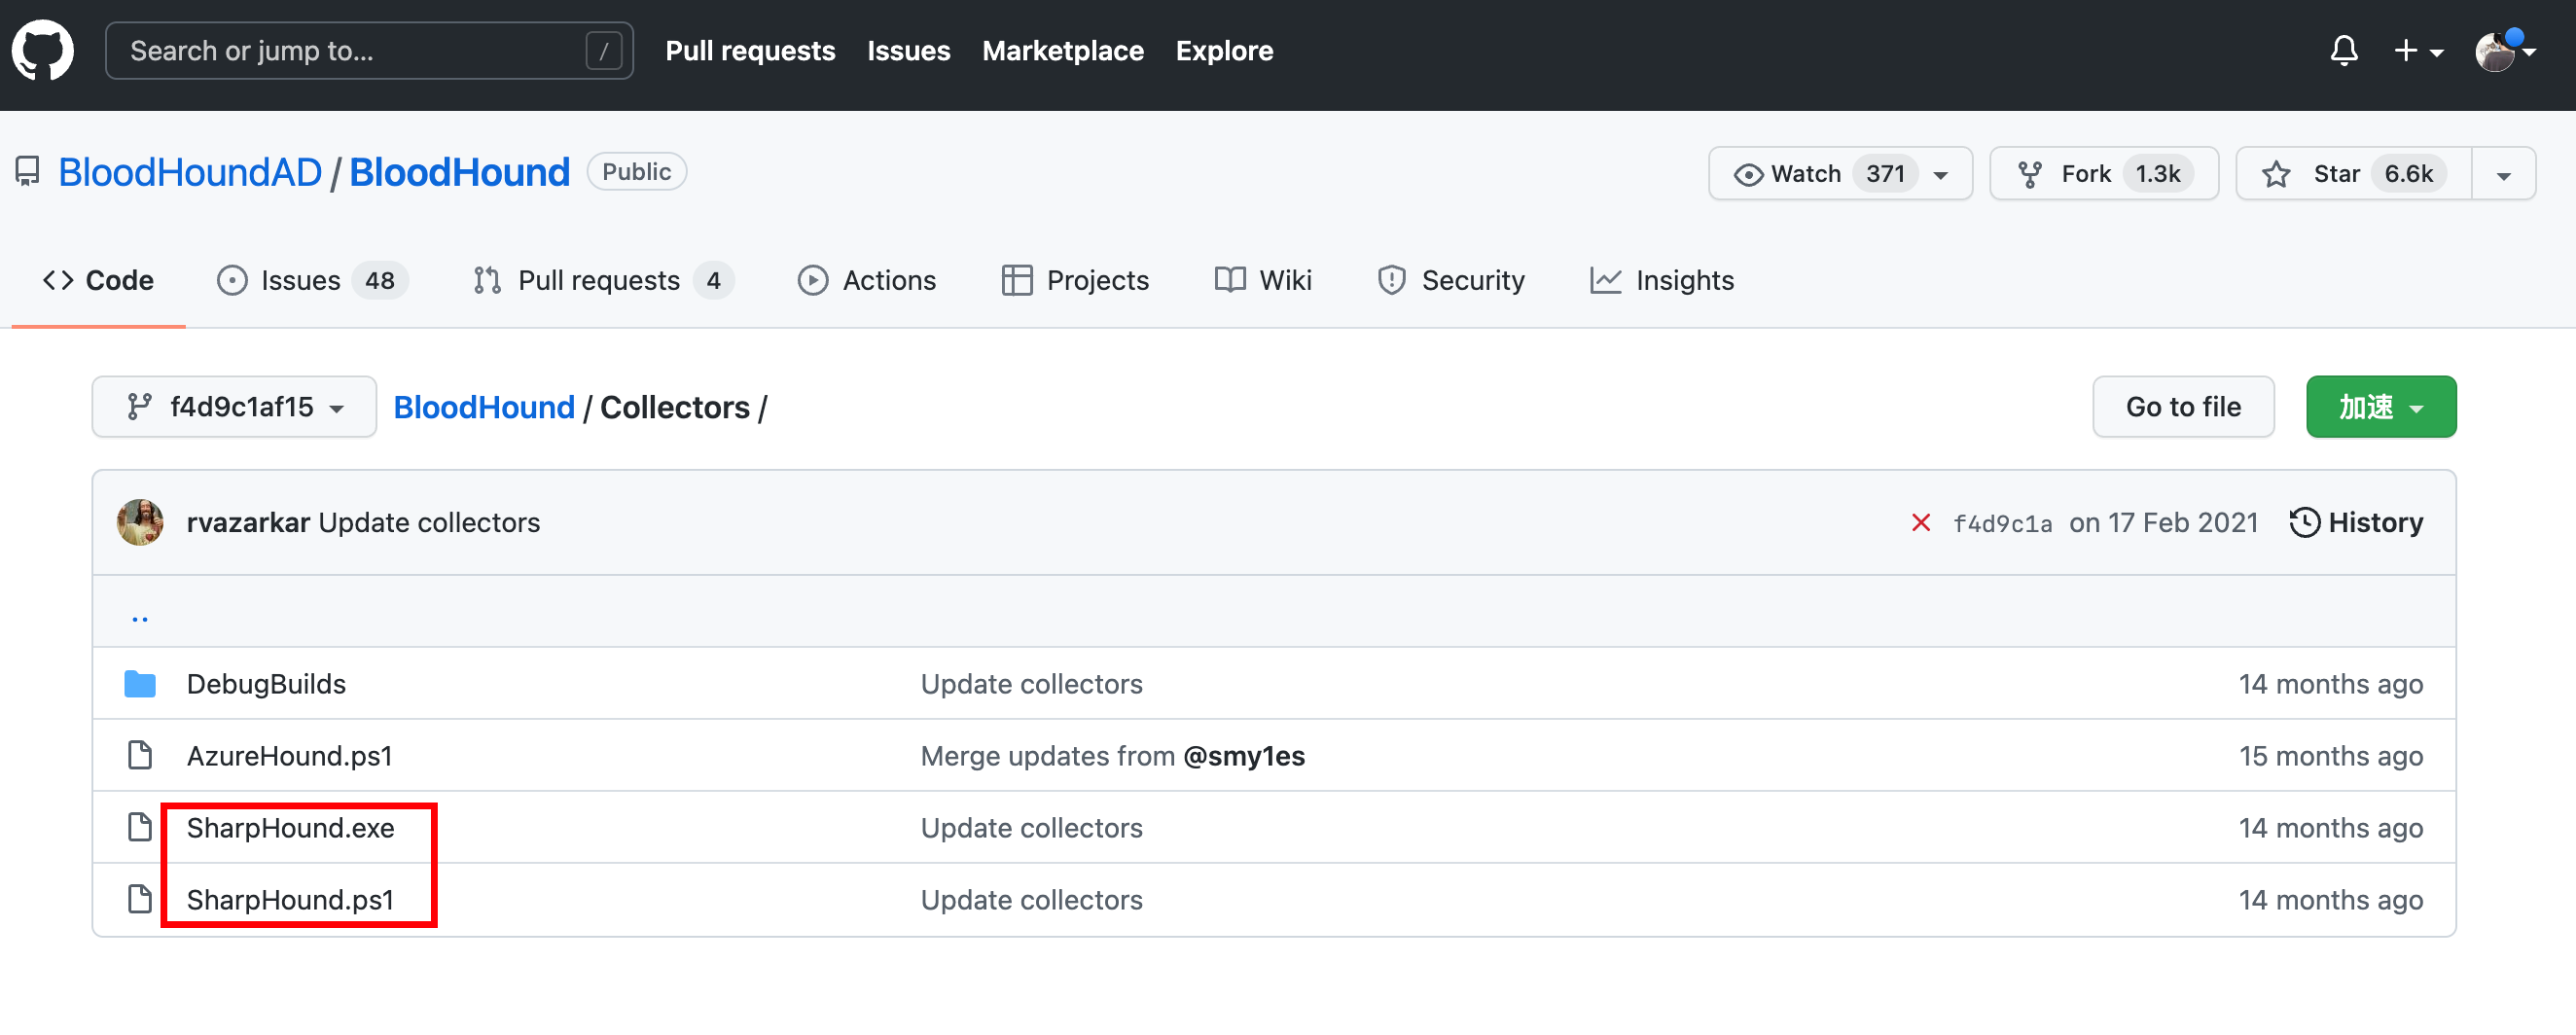 Search or jump to... / Pull requests Issues Marketplace Explore
BloodHoundAD / BloodHound Public Watch 371 Fork 1.3k Star 6.6k
Code Issues 48 Pull requests 4 Actions Projects Wiki Security Insights
f4d9c1af15 BloodHound / Collectors / Go to file 加速
rvazarkar Update collectors f4d9c1a on 17 Feb 2021 History
..
DebugBuilds Update collectors 14 months ago
AzureHound.ps1 Merge updates from @smy1es 15 months ago
SharpHound.exe Update collectors 14 months ago
SharpHound.ps1 Update collectors 14 months ago